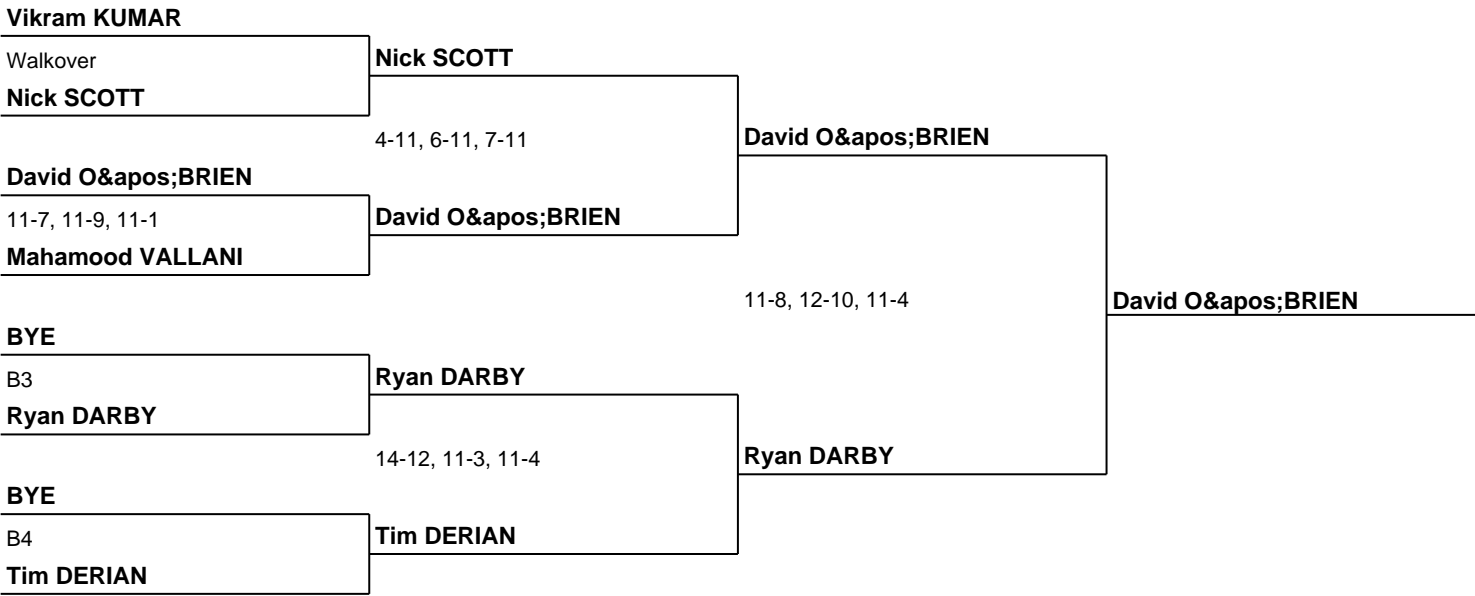 Vikram KUMAR
Walkover
Nick SCOTT
Nick SCOTT
4-11, 6-11, 7-11
David O&apos;BRIEN
David O&apos;BRIEN
11-7, 11-9, 11-1
David O&apos;BRIEN
Mahamood VALLANI
11-8, 12-10, 11-4
David O&apos;BRIEN
BYE
B3
Ryan DARBY
Ryan DARBY
14-12, 11-3, 11-4
Ryan DARBY
BYE
B4
Tim DERIAN
Tim DERIAN